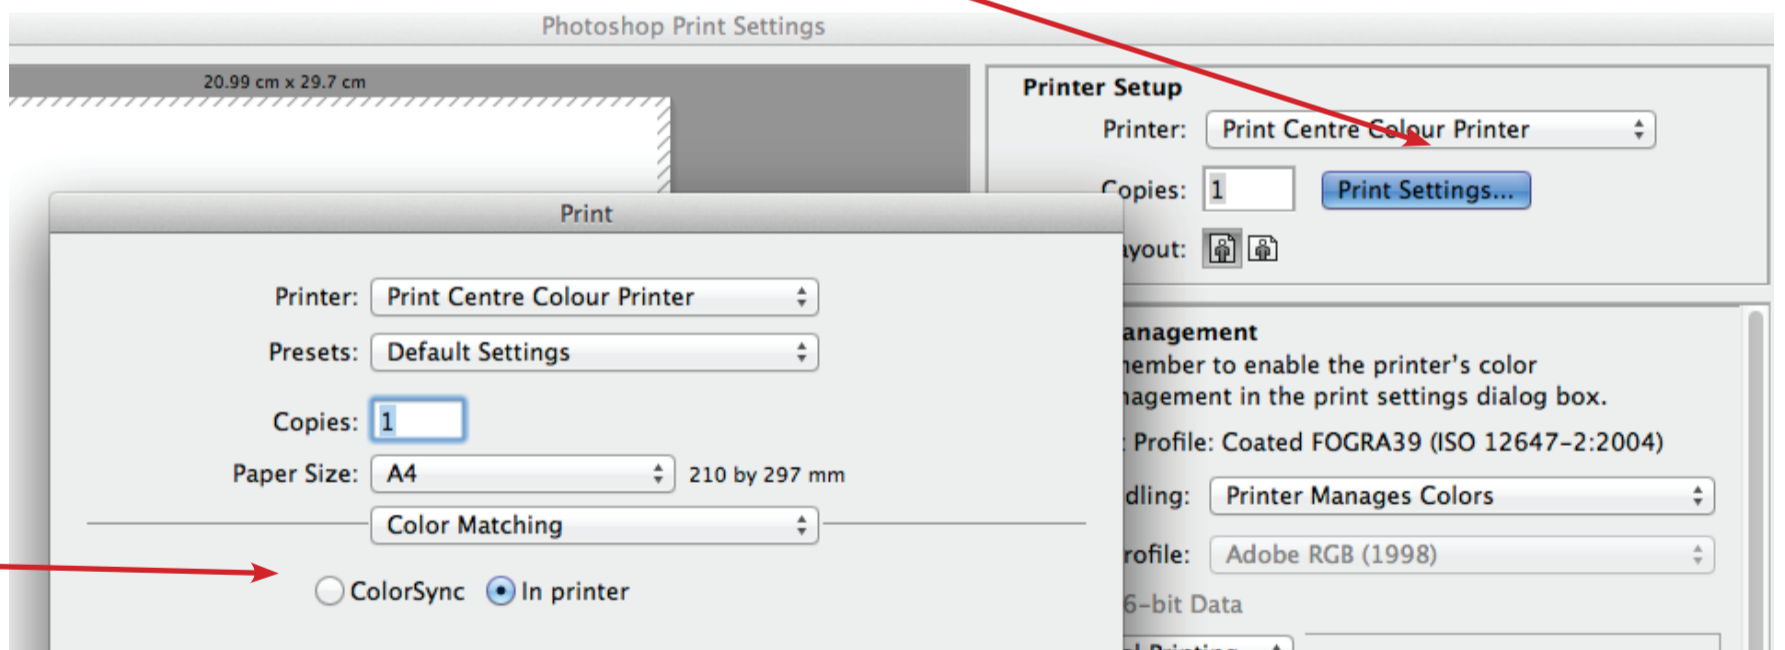 Photoshop Print Settings
20.99 cm x 29.7 cm
Printer Setup
Printer: Print Centre Colour Printer
Copies: 1 Print Settings...
ayout:
Print
Printer: Print Centre Colour Printer
Presets: Default Settings
Copies: 1
Paper Size: A4 210 by 297 mm
Color Matching
ColorSync In printer
anagement
ember to enable the printer's color
nagement in the print settings dialog box.
Profile: Coated FOGRA39 (ISO 12647-2:2004)
dling: Printer Manages Colors
rofile: Adobe RGB (1998)
6-bit Data
Printing